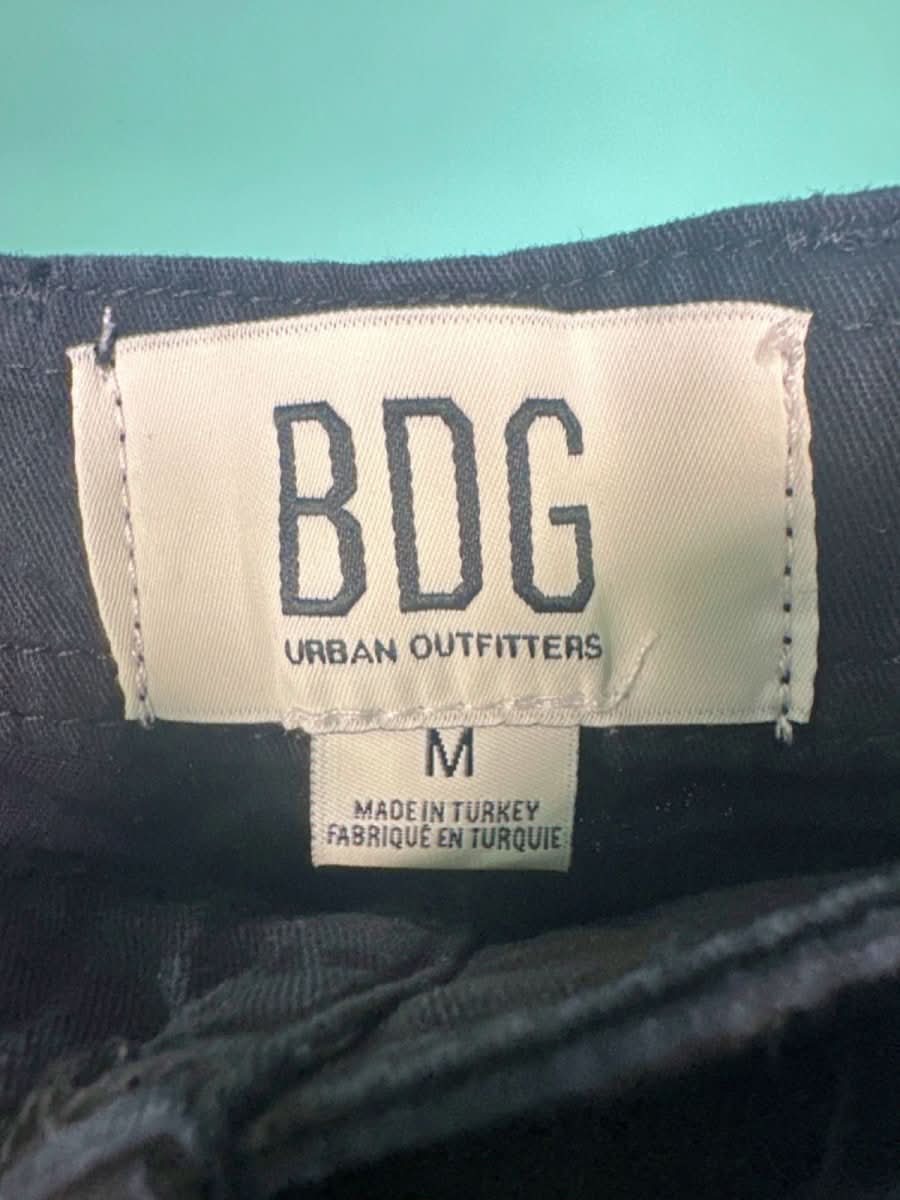 BDG
URBAN OUTFITTERS
M
MADE IN TURKEY
FABRIQUÉ EN TURQUIE